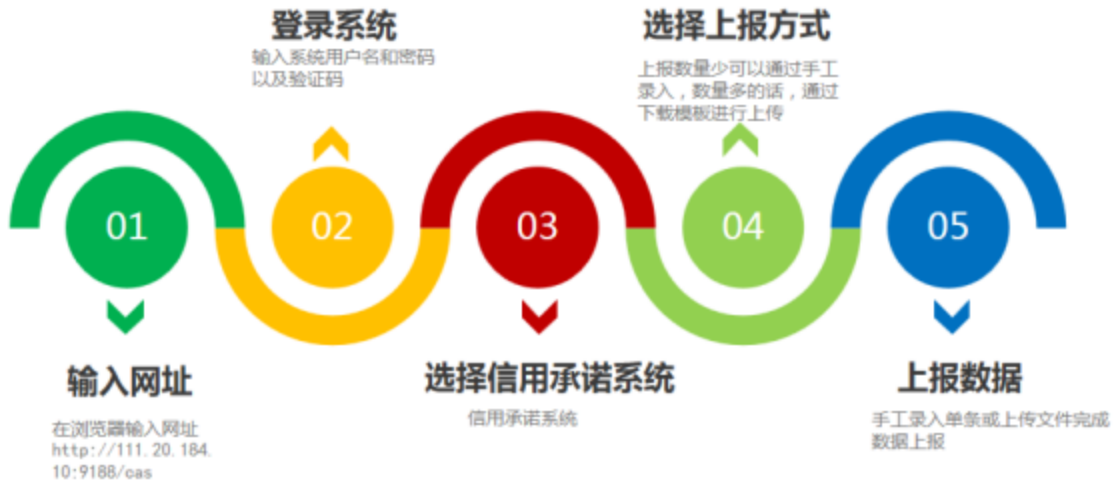 登录系统
输入系统用户名和密码
以及验证码
选择上报方式
上报数量少可以通过手工
录入，数量多的话，通过
下载模板进行上传
01
02
03
04
05
输入网址
在浏览器输入网址
http://111.20.184.
10:9188/cas
选择信用承诺系统
信用承诺系统
上报数据
手工录入单条或上传文件完成
数据上报